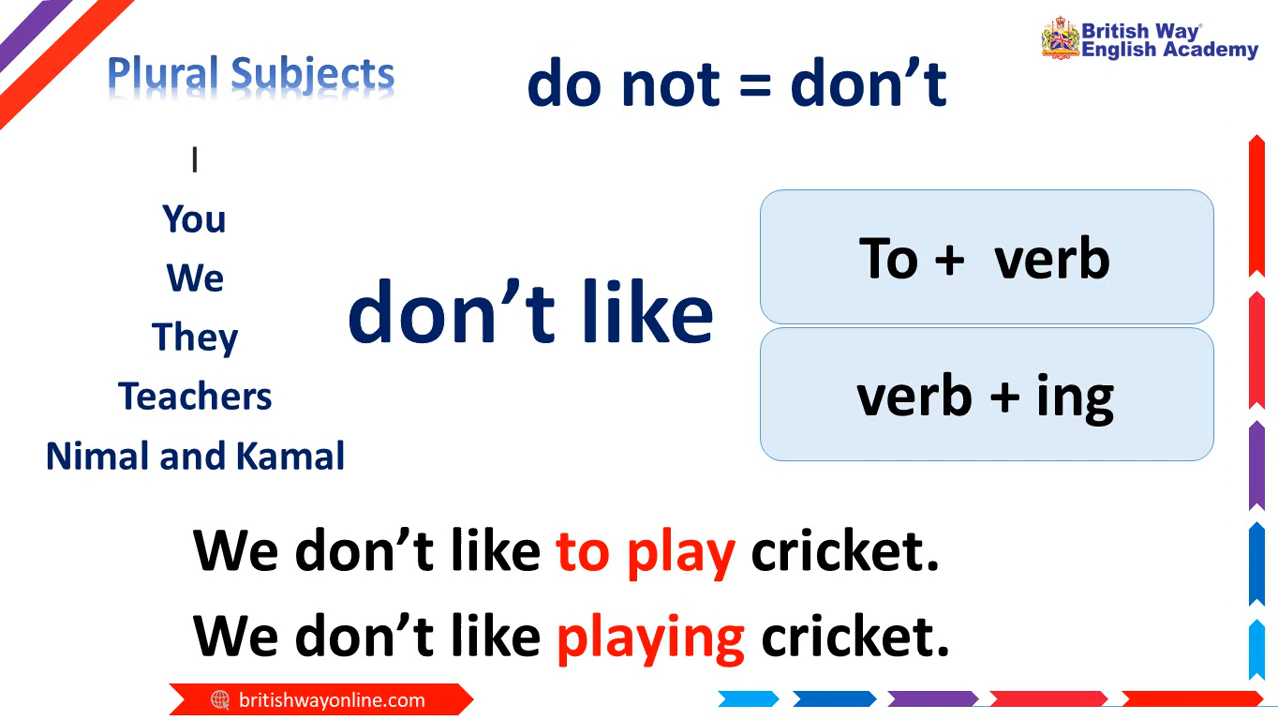 British Way
English Academy
Plural Subjects
do not = don’t
I
You
We
They
Teachers
Nimal and Kamal
don’t like
To + verb
verb + ing
We don’t like to play cricket.
We don’t like playing cricket.
britishwayonline.com